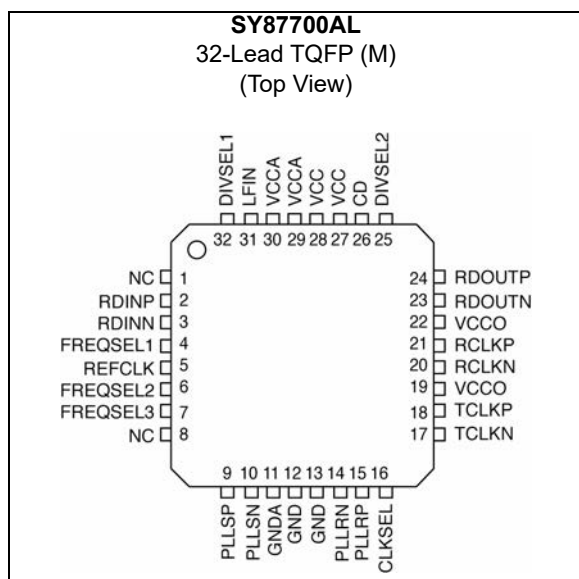 SY87700AL
32-Lead TQFP (M)
(Top View)
DIVSEL1
LFIN
VCCA
VCCA
VCC
VCC
CD
DIVSEL2
32 31 30 29 28 27 26 25
NC 1
RDINP 2
RDINN 3
FREQSEL1 4
REFCLK 5
FREQSEL2 6
FREQSEL3 7
NC 8
24 RDOUTP
23 RDOUTN
22 VCCO
21 RCLKP
20 RCLKN
19 VCCO
18 TCLKP
17 TCLKN
9 10 11 12 13 14 15 16
PLLSP
PLLSN
GNDA
GND
GND
PLLRN
PLLRP
CLKSEL